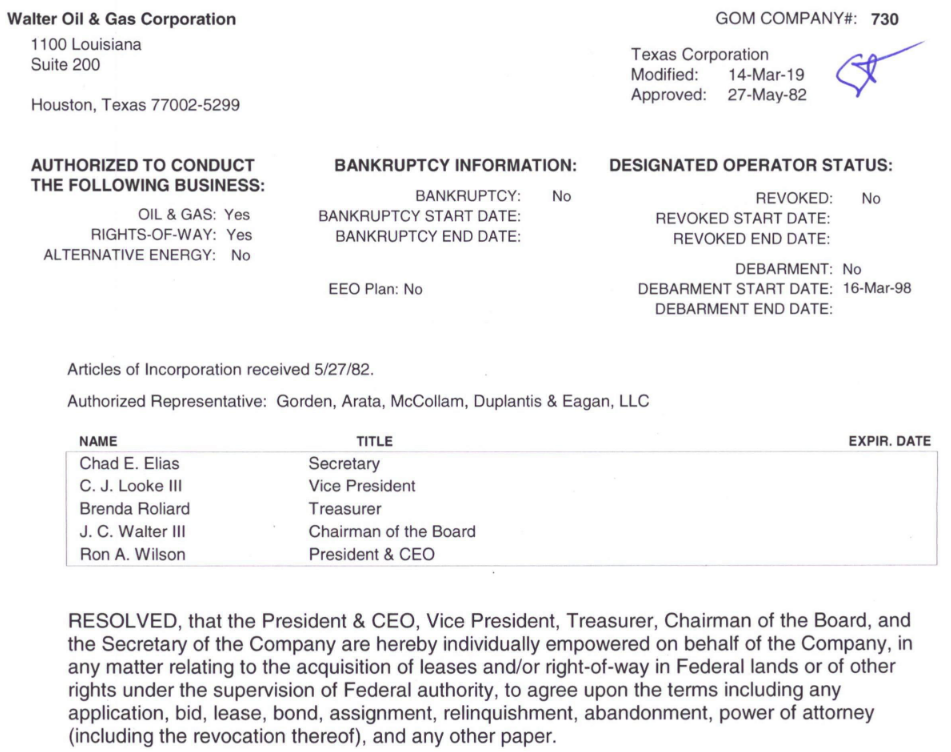 Walter Oil & Gas Corporation
GOM COMPANY#: 730
1100 Louisiana
Suite 200
Houston, Texas 77002-5299
Texas Corporation
Modified: 14-Mar-19
Approved: 27-May-82
AUTHORIZED TO CONDUCT
THE FOLLOWING BUSINESS:
OIL & GAS: Yes
RIGHTS-OF-WAY: Yes
ALTERNATIVE ENERGY: No
BANKRUPTCY INFORMATION:
BANKRUPTCY: No
BANKRUPTCY START DATE:
BANKRUPTCY END DATE:
EEO Plan: No
DESIGNATED OPERATOR STATUS:
REVOKED: No
REVOKED START DATE:
REVOKED END DATE:
DEBARMENT: No
DEBARMENT START DATE: 16-Mar-98
DEBARMENT END DATE:
Articles of Incorporation received 5/27/82.
Authorized Representative: Gorden, Arata, McCollam, Duplantis & Eagan, LLC
NAME TITLE EXPIR. DATE
Chad E. Elias Secretary
C. J. Looke III Vice President
Brenda Roliard Treasurer
J. C. Walter III Chairman of the Board
Ron A. Wilson President & CEO
RESOLVED, that the President & CEO, Vice President, Treasurer, Chairman of the Board, and
the Secretary of the Company are hereby individually empowered on behalf of the Company, in
any matter relating to the acquisition of leases and/or right-of-way in Federal lands or of other
rights under the supervision of Federal authority, to agree upon the terms including any
application, bid, lease, bond, assignment, relinquishment, abandonment, power of attorney
(including the revocation thereof), and any other paper.